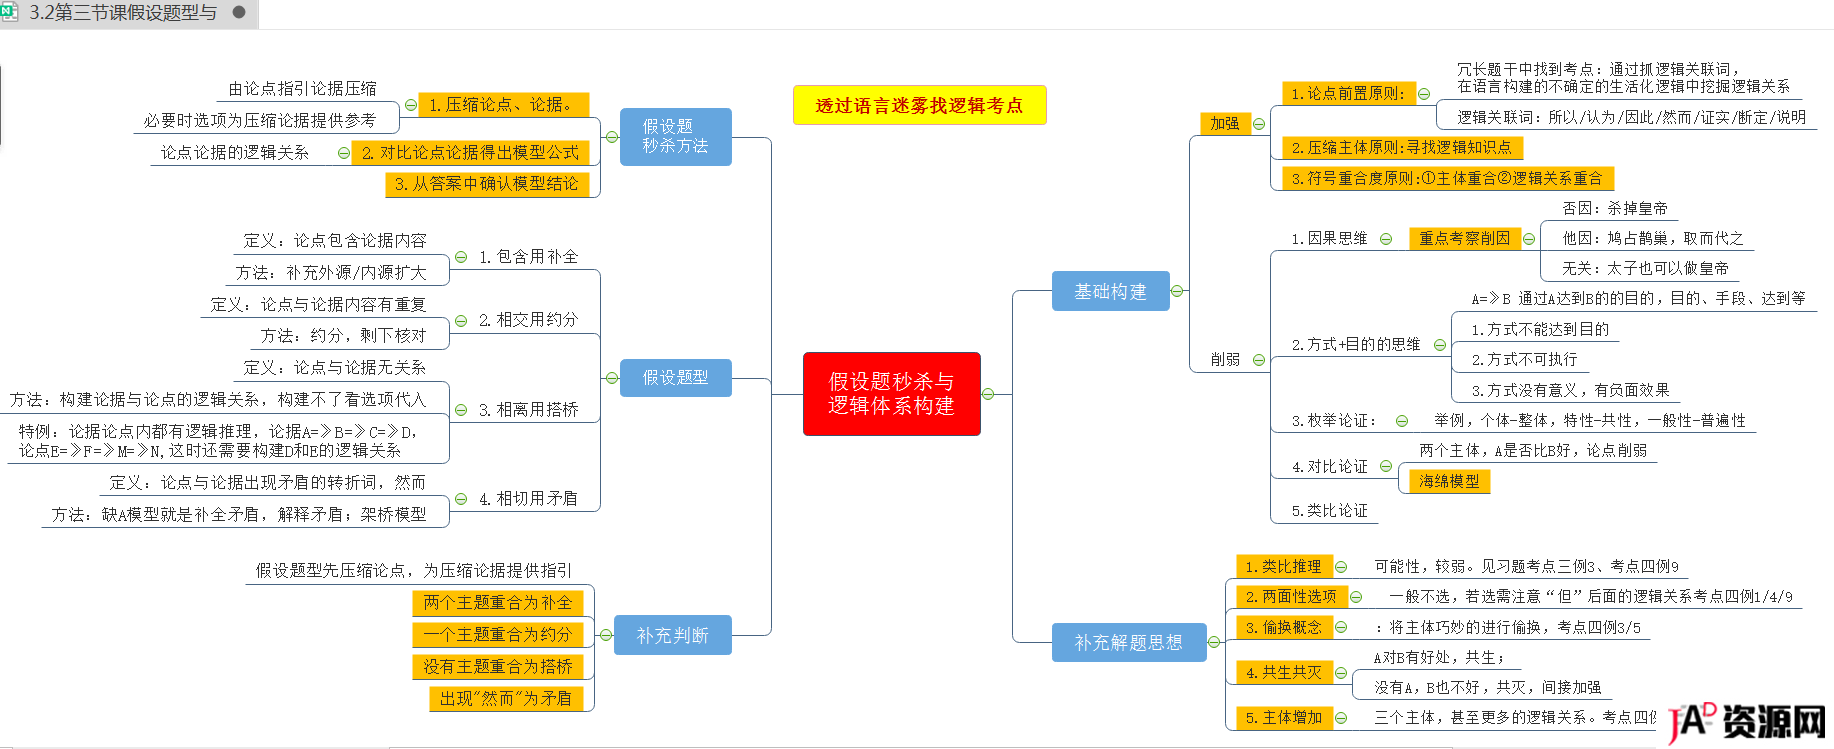 3.2第三节课假设题型与
透过语言迷雾找逻辑考点
假设题秒杀与
逻辑体系构建
假设题
秒杀方法
1.压缩论点、论据。
由论点指引论据压缩
必要时选项为压缩论据提供参考
2.对比论点论据得出模型公式
论点论据的逻辑关系
3.从答案中确认模型结论
假设题型
1.包含用补全
定义：论点包含论据内容
方法：补充外源/内源扩大
2.相交用约分
定义：论点与论据内容有重复
方法：约分，剩下核对
3.相离用搭桥
定义：论点与论据无关系
方法：构建论据与论点的逻辑关系，构建不了看选项代入
特例：论据论点内都有逻辑推理，论据A=》B=》C=》D，
论点E=》F=》M=》N,这时还需要构建D和E的逻辑关系
4.相切用矛盾
定义：论点与论据出现矛盾的转折词，然而
方法：缺A模型就是补全矛盾，解释矛盾；架桥模型
补充判断
假设题型先压缩论点，为压缩论据提供指引
两个主题重合为补全
一个主题重合为约分
没有主题重合为搭桥
出现"然而"为矛盾
基础构建
加强
1.论点前置原则：
冗长题干中找到考点：通过抓逻辑关联词，
在语言构建的不确定的生活化逻辑中挖掘逻辑关系
逻辑关联词：所以/认为/因此/然而/证实/断定/说明
2.压缩主体原则:寻找逻辑知识点
3.符号重合度原则:①主体重合②逻辑关系重合
削弱
1.因果思维
重点考察削因
否因：杀掉皇帝
他因：鸠占鹊巢，取而代之
无关：太子也可以做皇帝
2.方式+目的的思维
A=》B 通过A达到B的的目的，目的、手段、达到等
1.方式不能达到目的
2.方式不可执行
3.方式没有意义，有负面效果
3.枚举论证：
举例，个体-整体，特性-共性，一般性-普遍性
4.对比论证
两个主体，A是否比B好，论点削弱
海绵模型
5.类比论证
补充解题思想
1.类比推理
可能性，较弱。见习题考点三例3、考点四例9
2.两面性选项
一般不选，若选需注意“但”后面的逻辑关系考点四例1/4/9
3.偷换概念
：将主体巧妙的进行偷换，考点四例3/5
4.共生共灭
A对B有好处，共生；
没有A，B也不好，共灭，间接加强
5.主体增加
三个主体，甚至更多的逻辑关系。考点四
JAD资源网